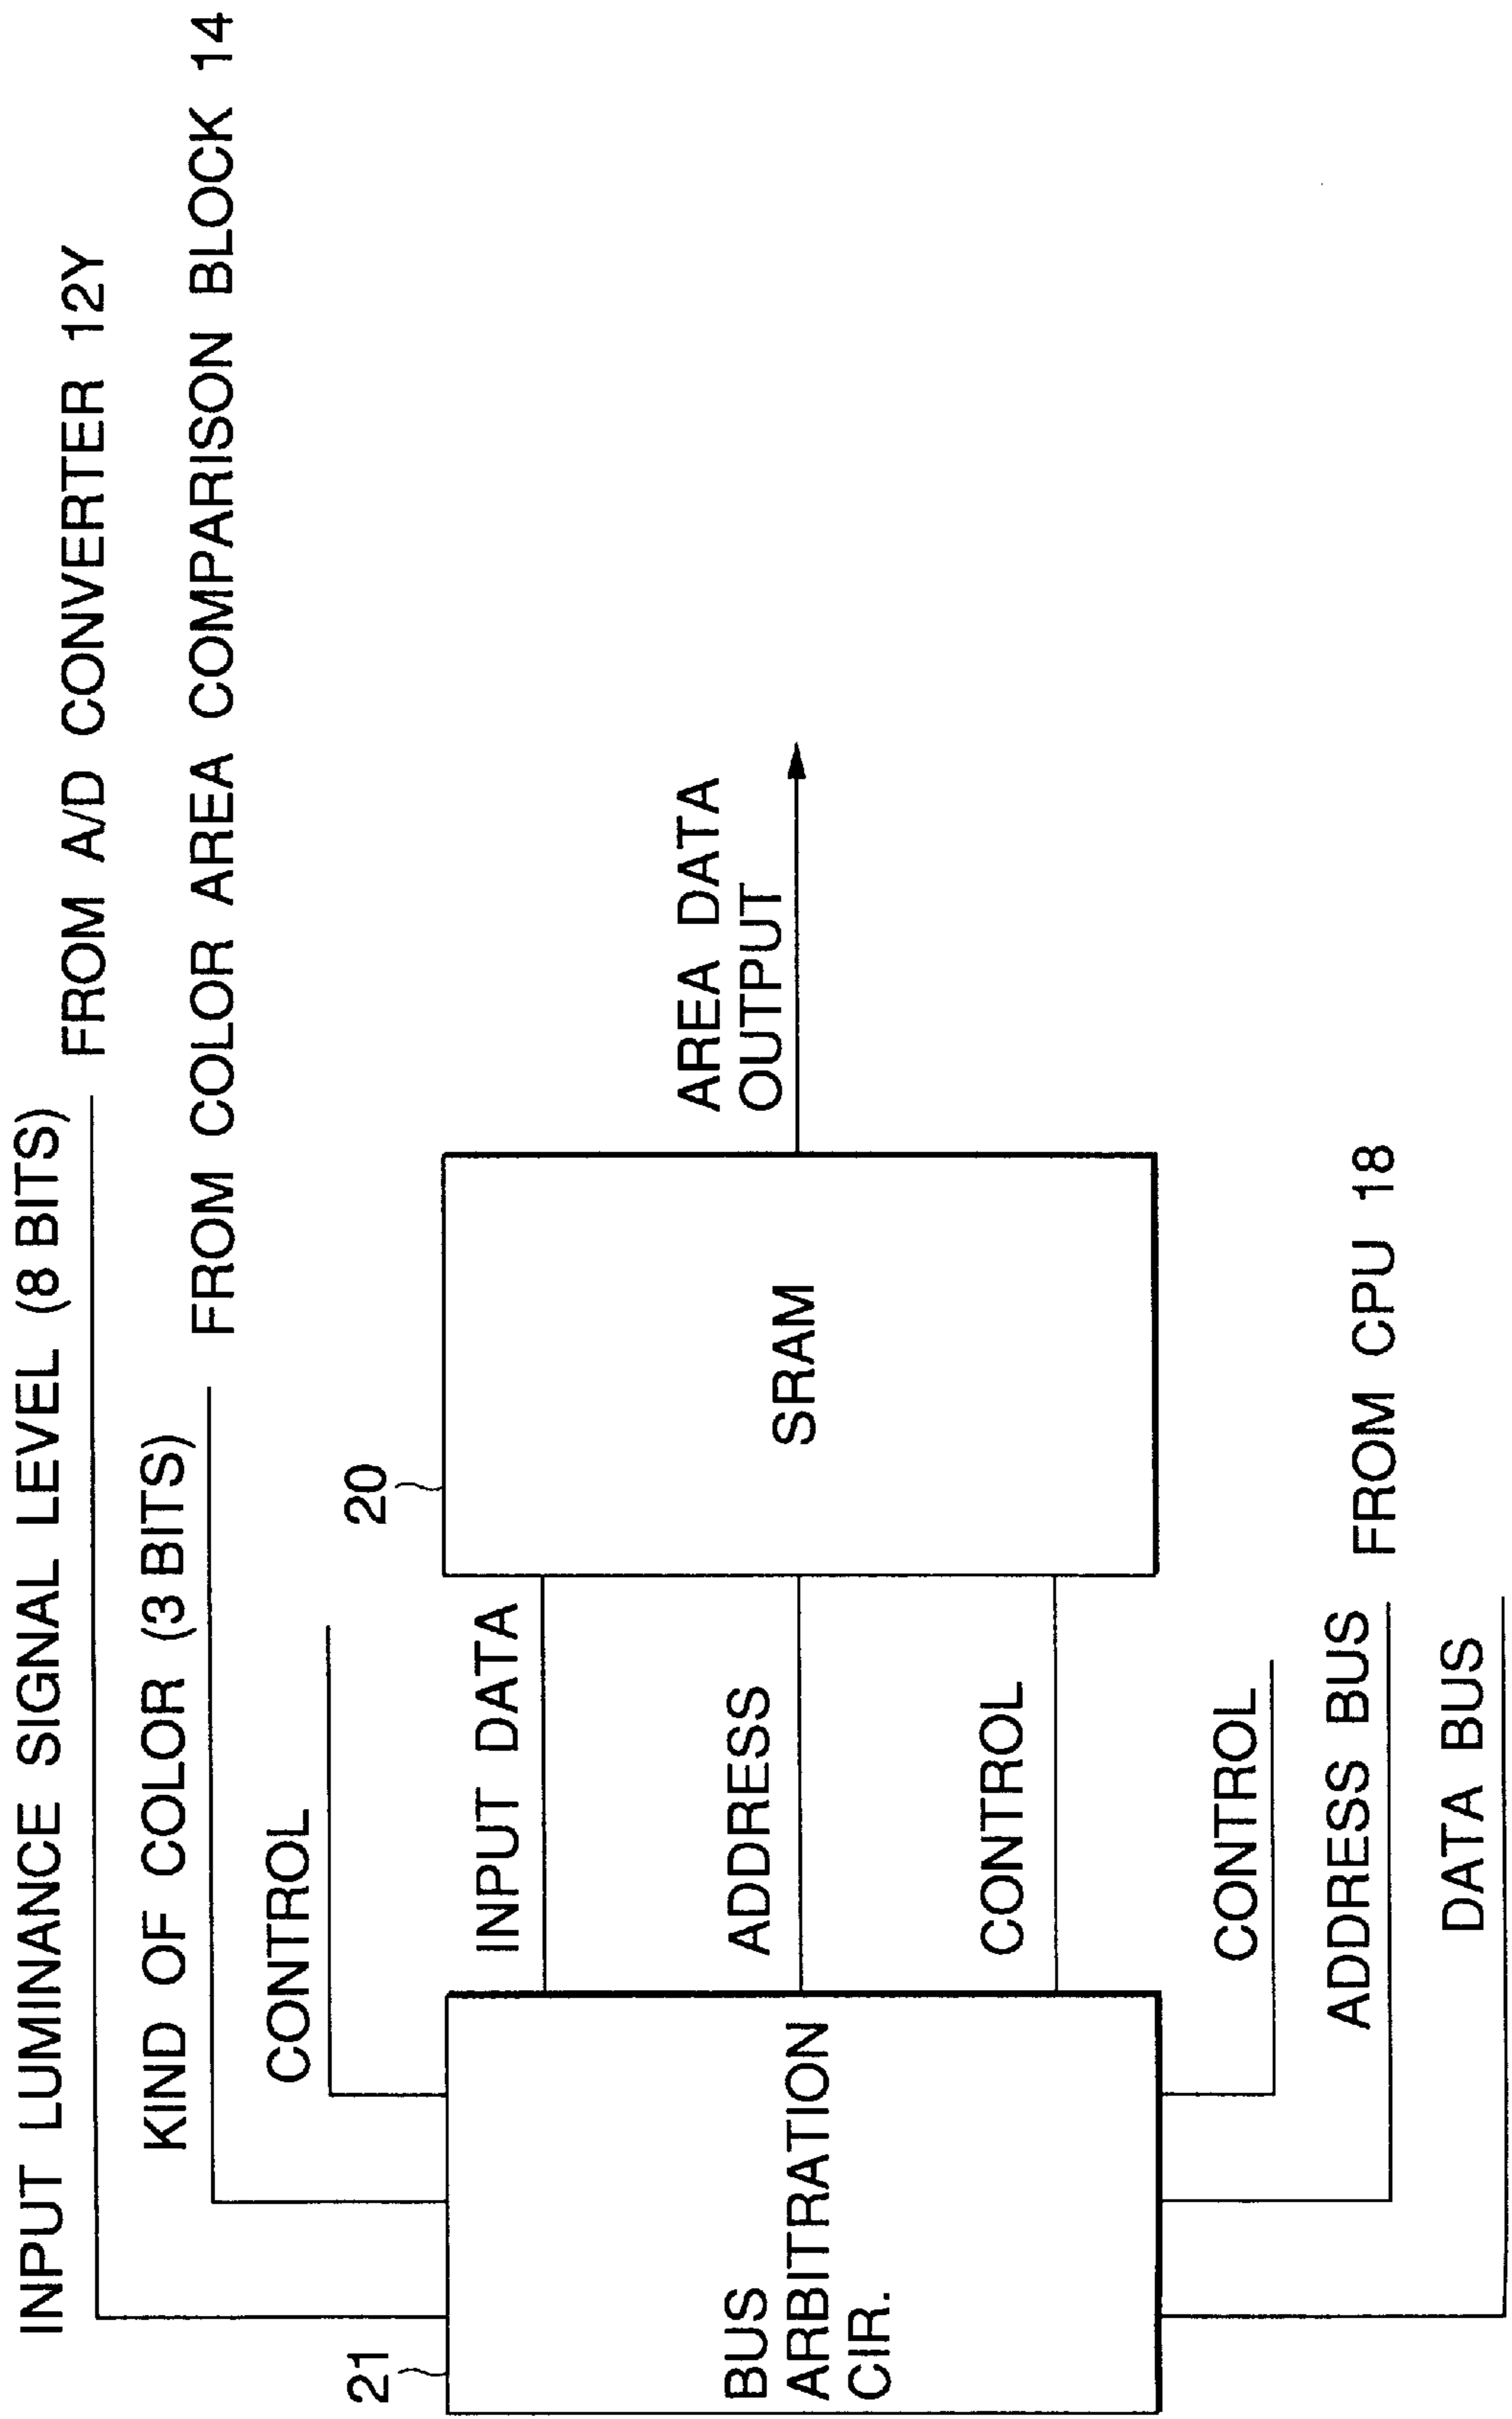 INPUT LUMINANCE SIGNAL LEVEL (8 BITS)
FROM A/D CONVERTER 12Y
KIND OF COLOR (3 BITS)
FROM COLOR AREA COMPARISON BLOCK 14
CONTROL
21
20
BUS
ARBITRATION
CIR.
INPUT DATA
ADDRESS
CONTROL
SRAM
AREA DATA
OUTPUT
CONTROL
ADDRESS BUS
FROM CPU 18
DATA BUS